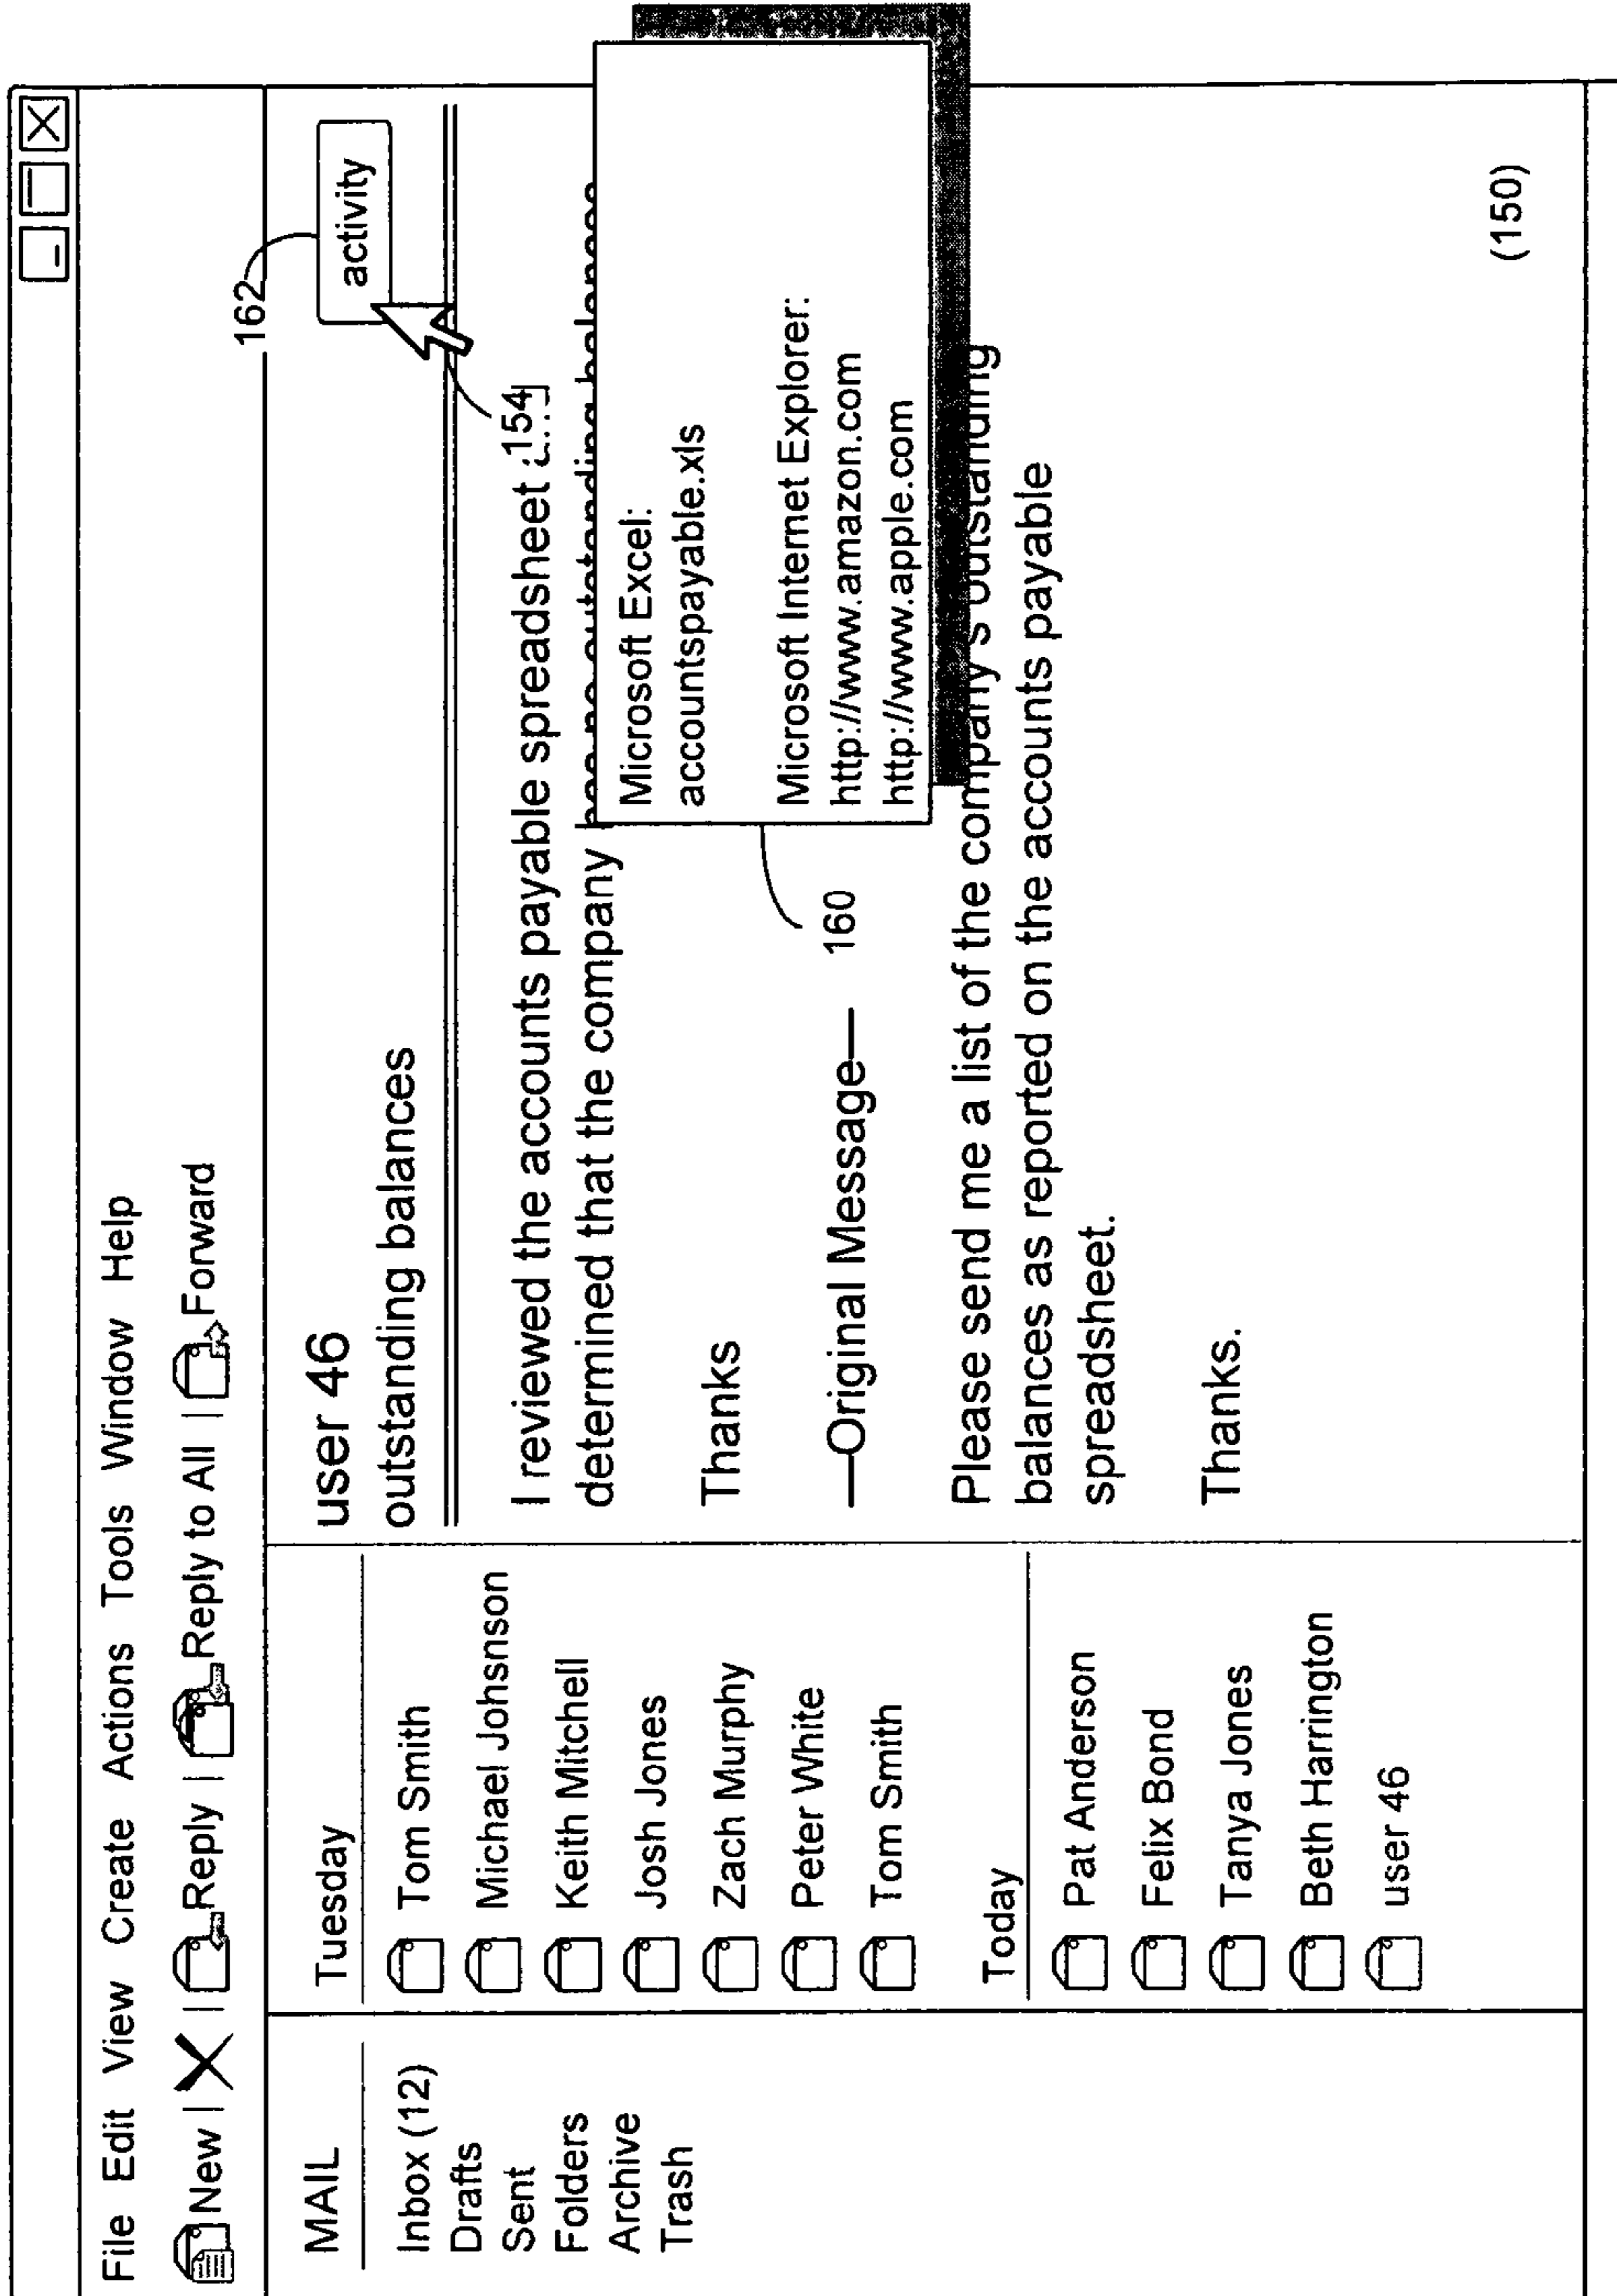 File Edit View Create Actions Tools Window Help
New | | Reply | Reply to All | Forward
MAIL
Inbox (12)
Drafts
Sent
Folders
Archive
Trash
Tuesday
Tom Smith
Michael Johsnson
Keith Mitchell
Josh Jones
Zach Murphy
Peter White
Tom Smith
Today
Pat Anderson
Felix Bond
Tanya Jones
Beth Harrington
user 46
user 46
outstanding balances
162
activity
154
I reviewed the accounts payable spreadsheet
determined that the company has no outstanding balances
Thanks
—Original Message—
160
Microsoft Excel:
accountspayable.xls
Microsoft Internet Explorer:
http://www.amazon.com
http://www.apple.com
Please send me a list of the company's outstanding
balances as reported on the accounts payable
spreadsheet.
Thanks.
(150)